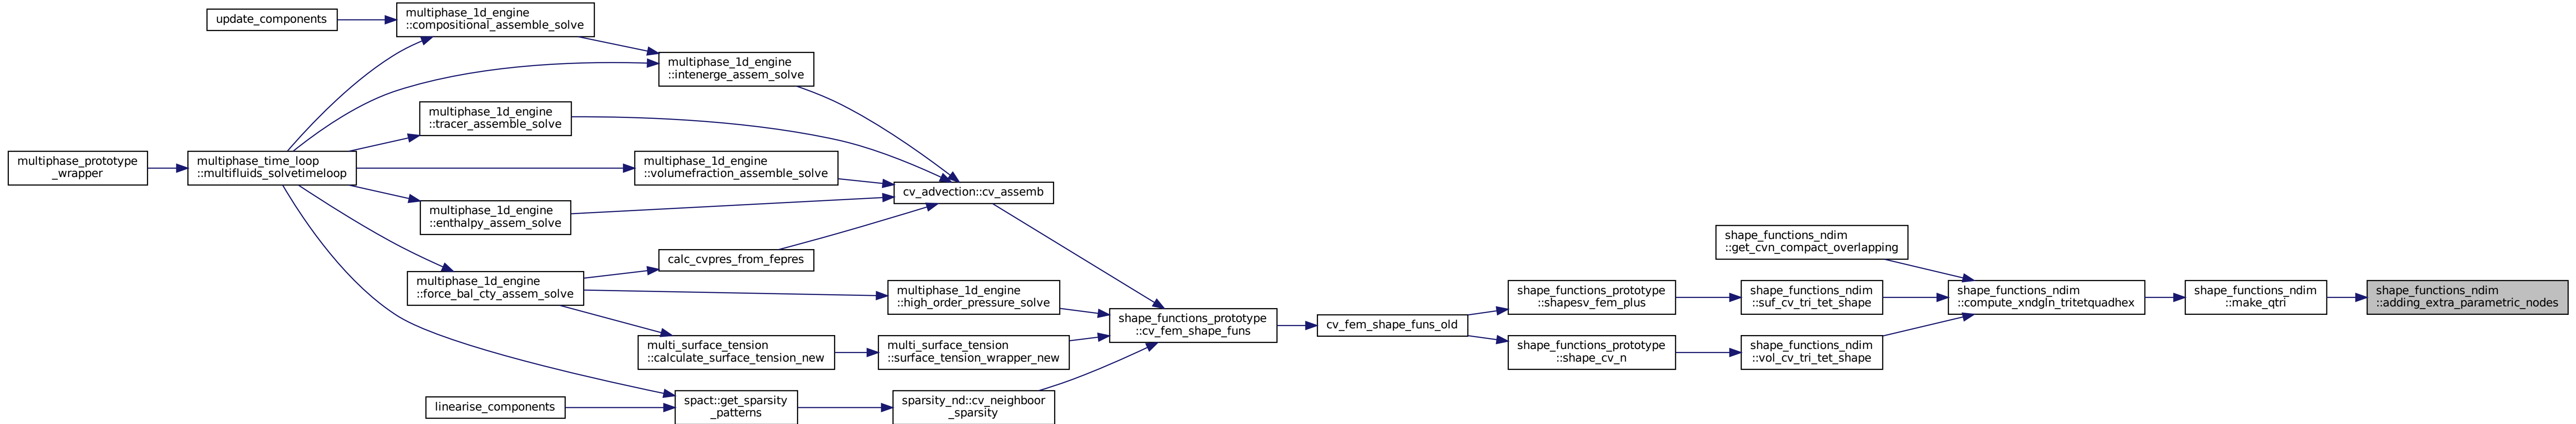 update_components
multiphase_1d_engine
::compositional_assemble_solve
multiphase_1d_engine
::intenerge_assem_solve
multiphase_1d_engine
::tracer_assemble_solve
multiphase_prototype
_wrapper
multiphase_time_loop
::multifluids_solvetimeloop
multiphase_1d_engine
::volumefraction_assemble_solve
cv_advection::cv_assemb
multiphase_1d_engine
::enthalpy_assem_solve
calc_cvpres_from_fepres
multiphase_1d_engine
::force_bal_cty_assem_solve
multiphase_1d_engine
::high_order_pressure_solve
multi_surface_tension
::calculate_surface_tension_new
multi_surface_tension
::surface_tension_wrapper_new
linearise_components
spact::get_sparsity
_patterns
sparsity_nd::cv_neighboor
_sparsity
shape_functions_prototype
::cv_fem_shape_funs
cv_fem_shape_funs_old
shape_functions_prototype
::shapesv_fem_plus
shape_functions_prototype
::shape_cv_n
shape_functions_ndim
::get_cvn_compact_overlapping
shape_functions_ndim
::suf_cv_tri_tet_shape
shape_functions_ndim
::vol_cv_tri_tet_shape
shape_functions_ndim
::compute_xndgln_tritetquadhex
shape_functions_ndim
::make_qtri
shape_functions_ndim
::adding_extra_parametric_nodes